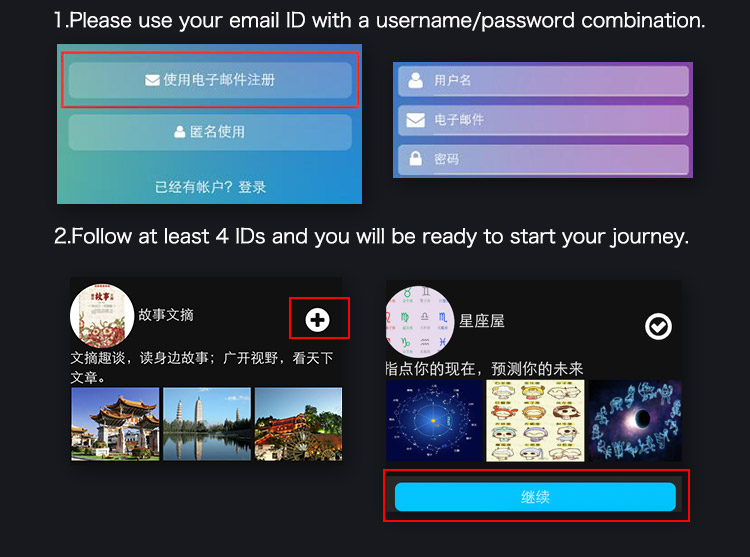 1.Please use your email ID with a username/password combination.
使用电子邮件注册
匿名使用
已经有帐户？登录
用户名
电子邮件
密码
2.Follow at least 4 IDs and you will be ready to start your journey.
故事
故事文摘
文摘趣谈，读身边故事；广开视野，看天下
文章。
星座屋
指点你的现在，预测你的未来
继续